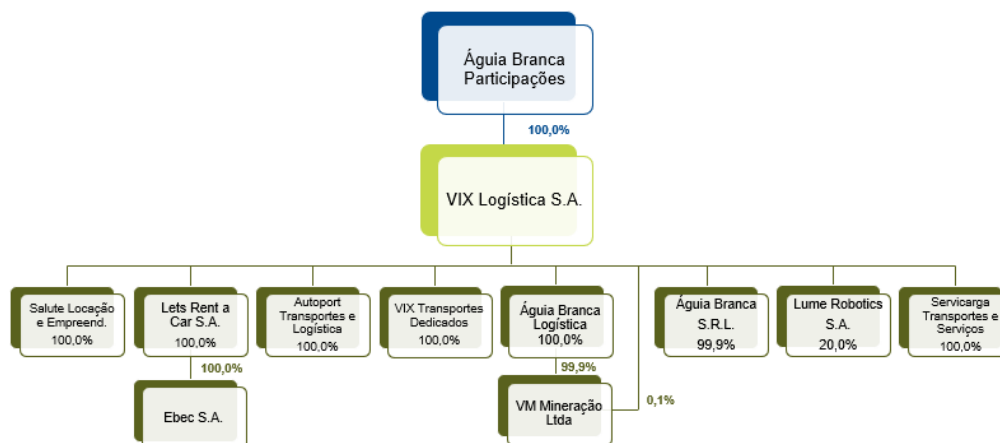 Águia Branca
Participações
100,0%
VIX Logística S.A.
Salute Locação
e Empreend.
100,0%
Lets Rent a
Car S.A.
100,0%
Autoport
Transportes e
Logística
100,0%
VIX Transportes
Dedicados
100,0%
Águia Branca
Logística
100,0%
Águia Branca
S.R.L.
99,9%
Lume Robotics
S.A.
20,0%
Servicarga
Transportes e
Serviços
100,0%
100,0%
99,9%
0,1%
Ebec S.A.
VM Mineração
Ltda